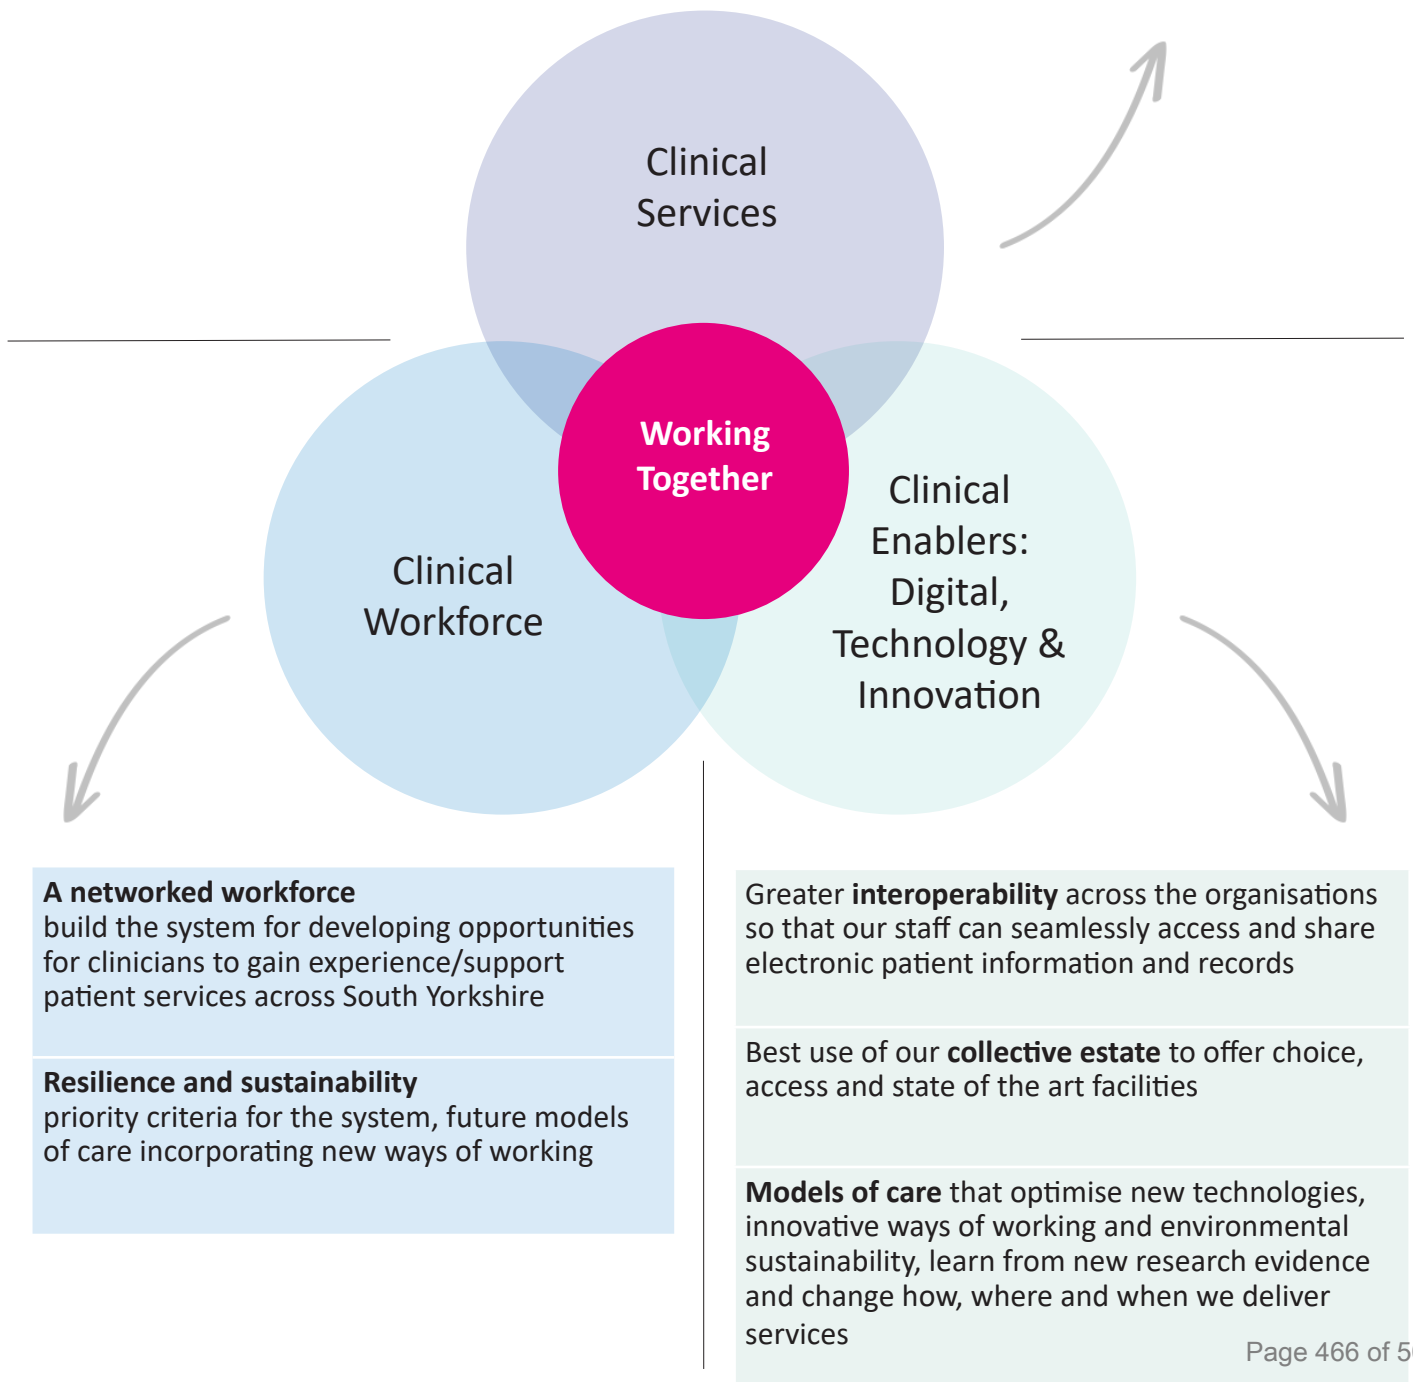 Clinical
Services
Working
Together
Clinical
Workforce
Clinical
Enablers:
Digital,
Technology &
Innovation
A networked workforce
build the system for developing opportunities
for clinicians to gain experience/support
patient services across South Yorkshire
Resilience and sustainability
priority criteria for the system, future models
of care incorporating new ways of working
Greater interoperability across the organisations
so that our staff can seamlessly access and share
electronic patient information and records
Best use of our collective estate to offer choice,
access and state of the art facilities
Models of care that optimise new technologies,
innovative ways of working and environmental
sustainability, learn from new research evidence
and change how, where and when we deliver
services
Page 466 of